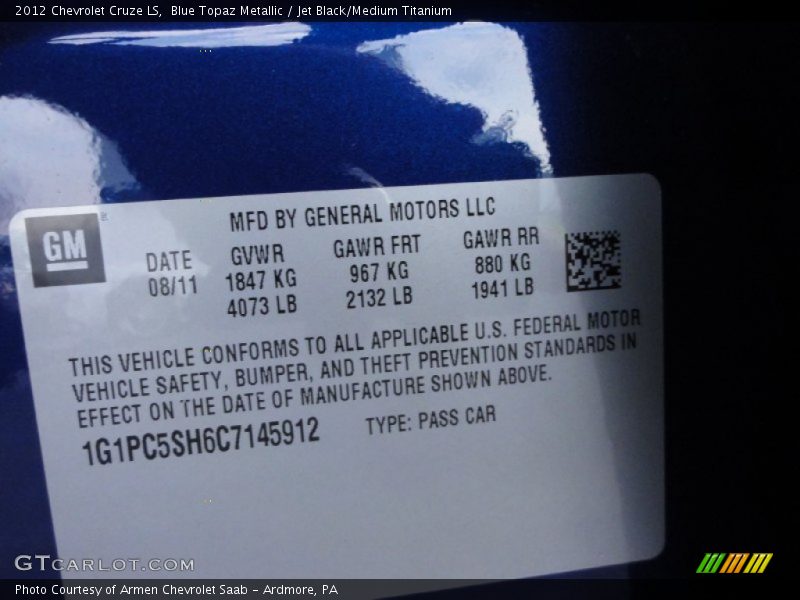 2012 Chevrolet Cruze LS,  Blue Topaz Metallic / Jet Black/Medium Titanium
GM
MFD BY GENERAL MOTORS LLC
DATE GVWR GAWR FRT GAWR RR
08/11 1847 KG 967 KG 880 KG
4073 LB 2132 LB 1941 LB
THIS VEHICLE CONFORMS TO ALL APPLICABLE U.S. FEDERAL MOTOR
VEHICLE SAFETY, BUMPER, AND THEFT PREVENTION STANDARDS IN
EFFECT ON THE DATE OF MANUFACTURE SHOWN ABOVE.
1G1PC5SH6C7145912 TYPE: PASS CAR
GTCARLOT.COM
Photo Courtesy of Armen Chevrolet Saab - Ardmore, PA